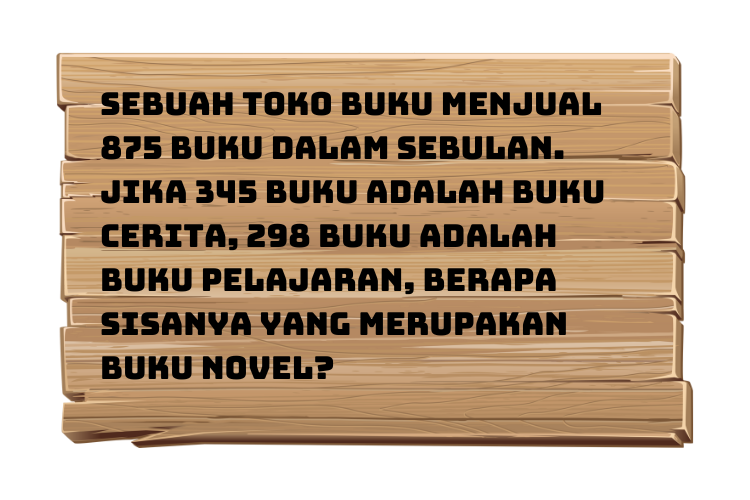 SEBUAH TOKO BUKU MENJUAL
875 BUKU DALAM SEBULAN.
JIKA 345 BUKU ADALAH BUKU
CERITA, 298 BUKU ADALAH
BUKU PELAJARAN, BERAPA
SISANYA YANG MERUPAKAN
BUKU NOVEL?